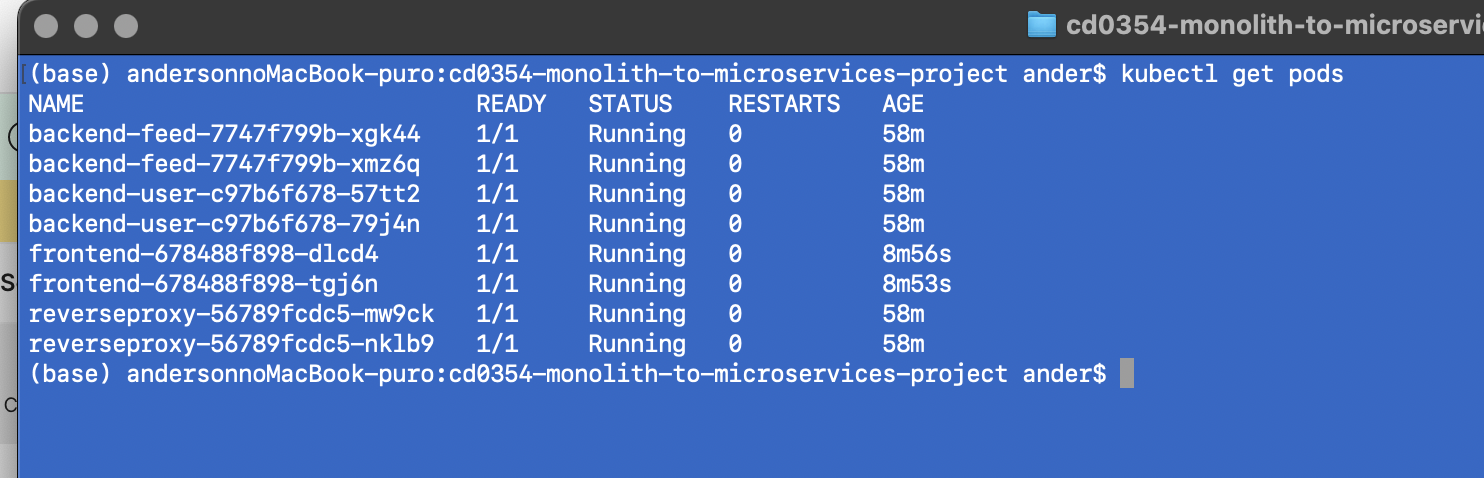 cd0354-monolith-to-microservi
(base) andersonnoMacBook-puro:cd0354-monolith-to-microservices-project ander$ kubectl get pods
NAME READY STATUS RESTARTS AGE
backend-feed-7747f799b-xgk44 1/1 Running 0 58m
backend-feed-7747f799b-xmz6q 1/1 Running 0 58m
backend-user-c97b6f678-57tt2 1/1 Running 0 58m
backend-user-c97b6f678-79j4n 1/1 Running 0 58m
frontend-678488f898-dlcd4 1/1 Running 0 8m56s
frontend-678488f898-tgj6n 1/1 Running 0 8m53s
reverseproxy-56789fcdc5-mw9ck 1/1 Running 0 58m
reverseproxy-56789fcdc5-nklb9 1/1 Running 0 58m
(base) andersonnoMacBook-puro:cd0354-monolith-to-microservices-project ander$